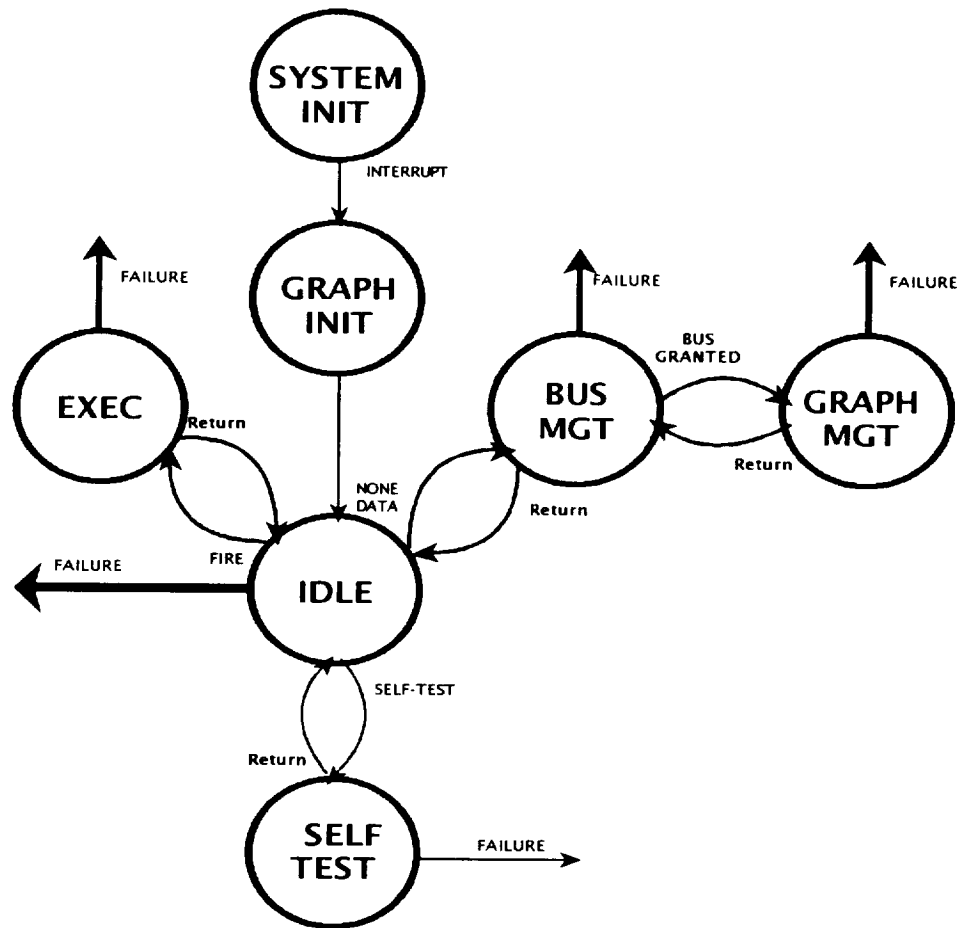 SYSTEM
INIT
INTERRUPT
GRAPH
INIT
FAILURE
FAILURE
FAILURE
BUS
GRANTED
EXEC
Return
BUS
MGT
GRAPH
MGT
Return
NONE
DATA
Return
FIRE
FAILURE
IDLE
SELF-TEST
Return
SELF
TEST
FAILURE